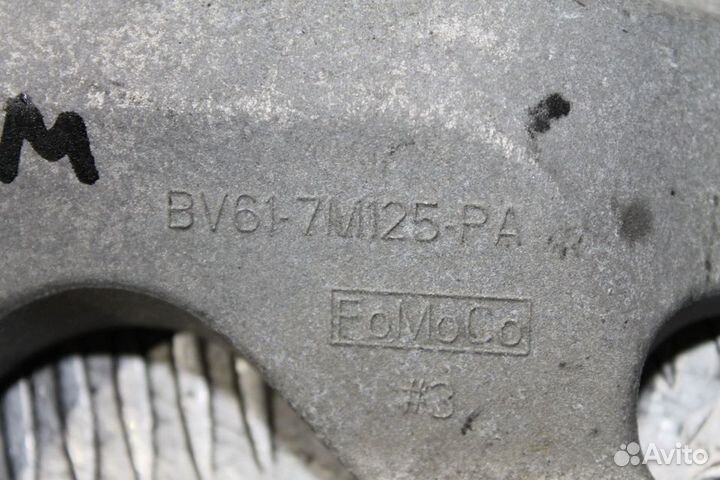 M
BV61-7M125-PA
FoMoCo
#3
Avito